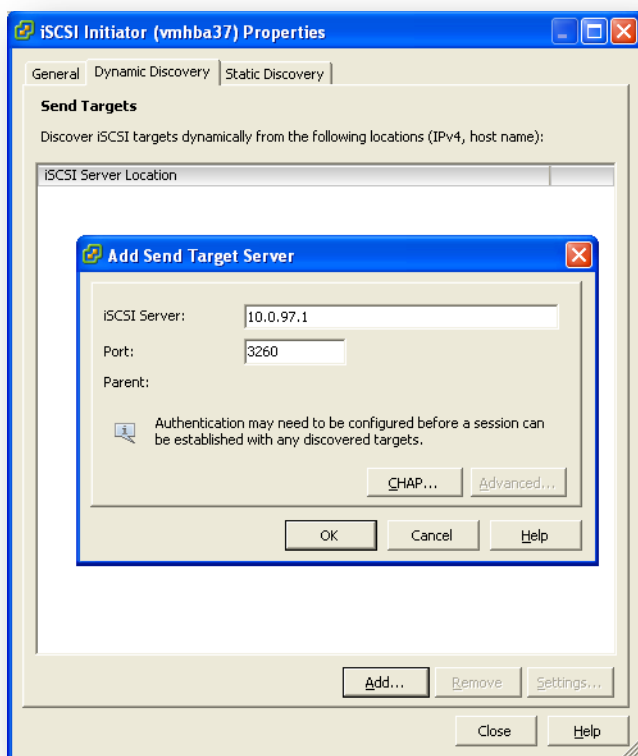 iSCSI Initiator (vmhba37) Properties
General Dynamic Discovery Static Discovery
Send Targets
Discover iSCSI targets dynamically from the following locations (IPv4, host name):
iSCSI Server Location
Add Send Target Server
iSCSI Server: 10.0.97.1
Port: 3260
Parent:
Authentication may need to be configured before a session can
be established with any discovered targets.
CHAP... Advanced...
OK Cancel Help
Add... Remove Settings...
Close Help